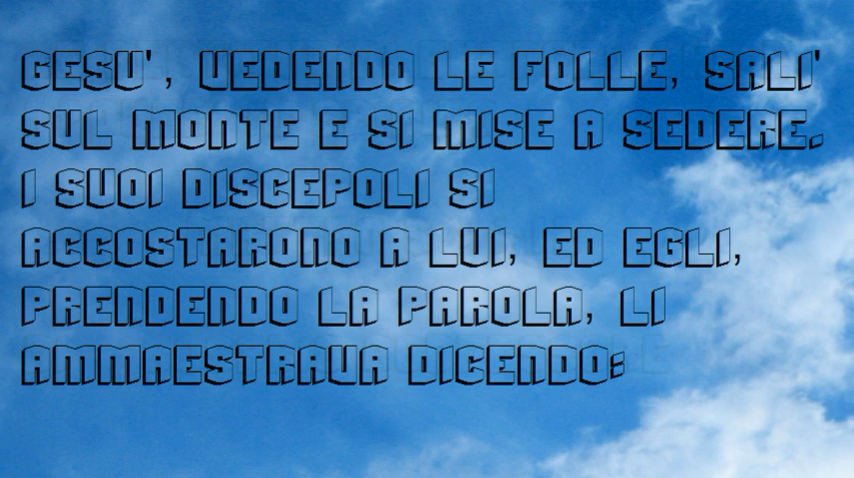 GESU', VEDENDO LE FOLLE, SALI'
SUL MONTE E SI MISE A SEDERE.
I SUOI DISCEPOLI SI
ACCOSTARONO A LUI, ED EGLI,
PRENDENDO LA PAROLA, LI
AMMAESTRAVA DICENDO: